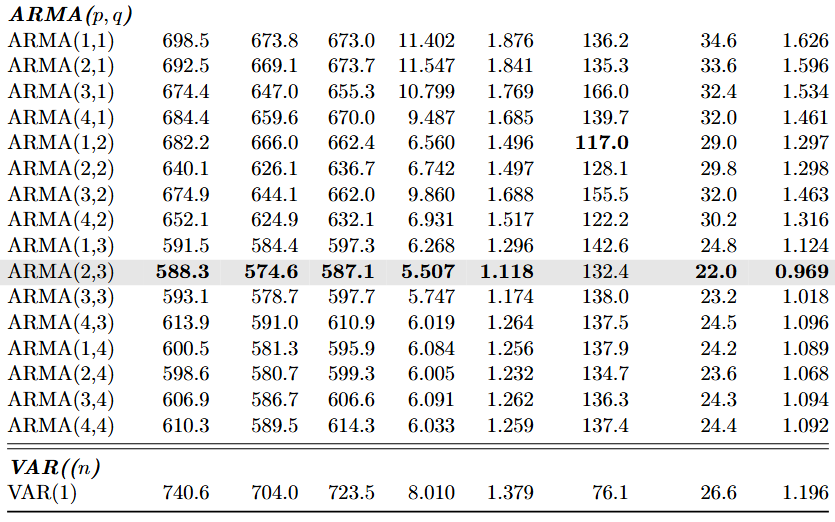 ARMA(p, q)
ARMA(1,1) 698.5 673.8 673.0 11.402 1.876 136.2 34.6 1.626
ARMA(2,1) 692.5 669.1 673.7 11.547 1.841 135.3 33.6 1.596
ARMA(3,1) 674.4 647.0 655.3 10.799 1.769 166.0 32.4 1.534
ARMA(4,1) 684.4 659.6 670.0 9.487 1.685 139.7 32.0 1.461
ARMA(1,2) 682.2 666.0 662.4 6.560 1.496 117.0 29.0 1.297
ARMA(2,2) 640.1 626.1 636.7 6.742 1.497 128.1 29.8 1.298
ARMA(3,2) 674.9 644.1 662.0 9.860 1.688 155.5 32.0 1.463
ARMA(4,2) 652.1 624.9 632.1 6.931 1.517 122.2 30.2 1.316
ARMA(1,3) 591.5 584.4 597.3 6.268 1.296 142.6 24.8 1.124
ARMA(2,3) 588.3 574.6 587.1 5.507 1.118 132.4 22.0 0.969
ARMA(3,3) 593.1 578.7 597.7 5.747 1.174 138.0 23.2 1.018
ARMA(4,3) 613.9 591.0 610.9 6.019 1.264 137.5 24.5 1.096
ARMA(1,4) 600.5 581.3 595.9 6.084 1.256 137.9 24.2 1.089
ARMA(2,4) 598.6 580.7 599.3 6.005 1.232 134.7 23.6 1.068
ARMA(3,4) 606.9 586.7 606.6 6.091 1.262 136.3 24.3 1.094
ARMA(4,4) 610.3 589.5 614.3 6.033 1.259 137.4 24.4 1.092
VAR((n)
VAR(1) 740.6 704.0 723.5 8.010 1.379 76.1 26.6 1.196